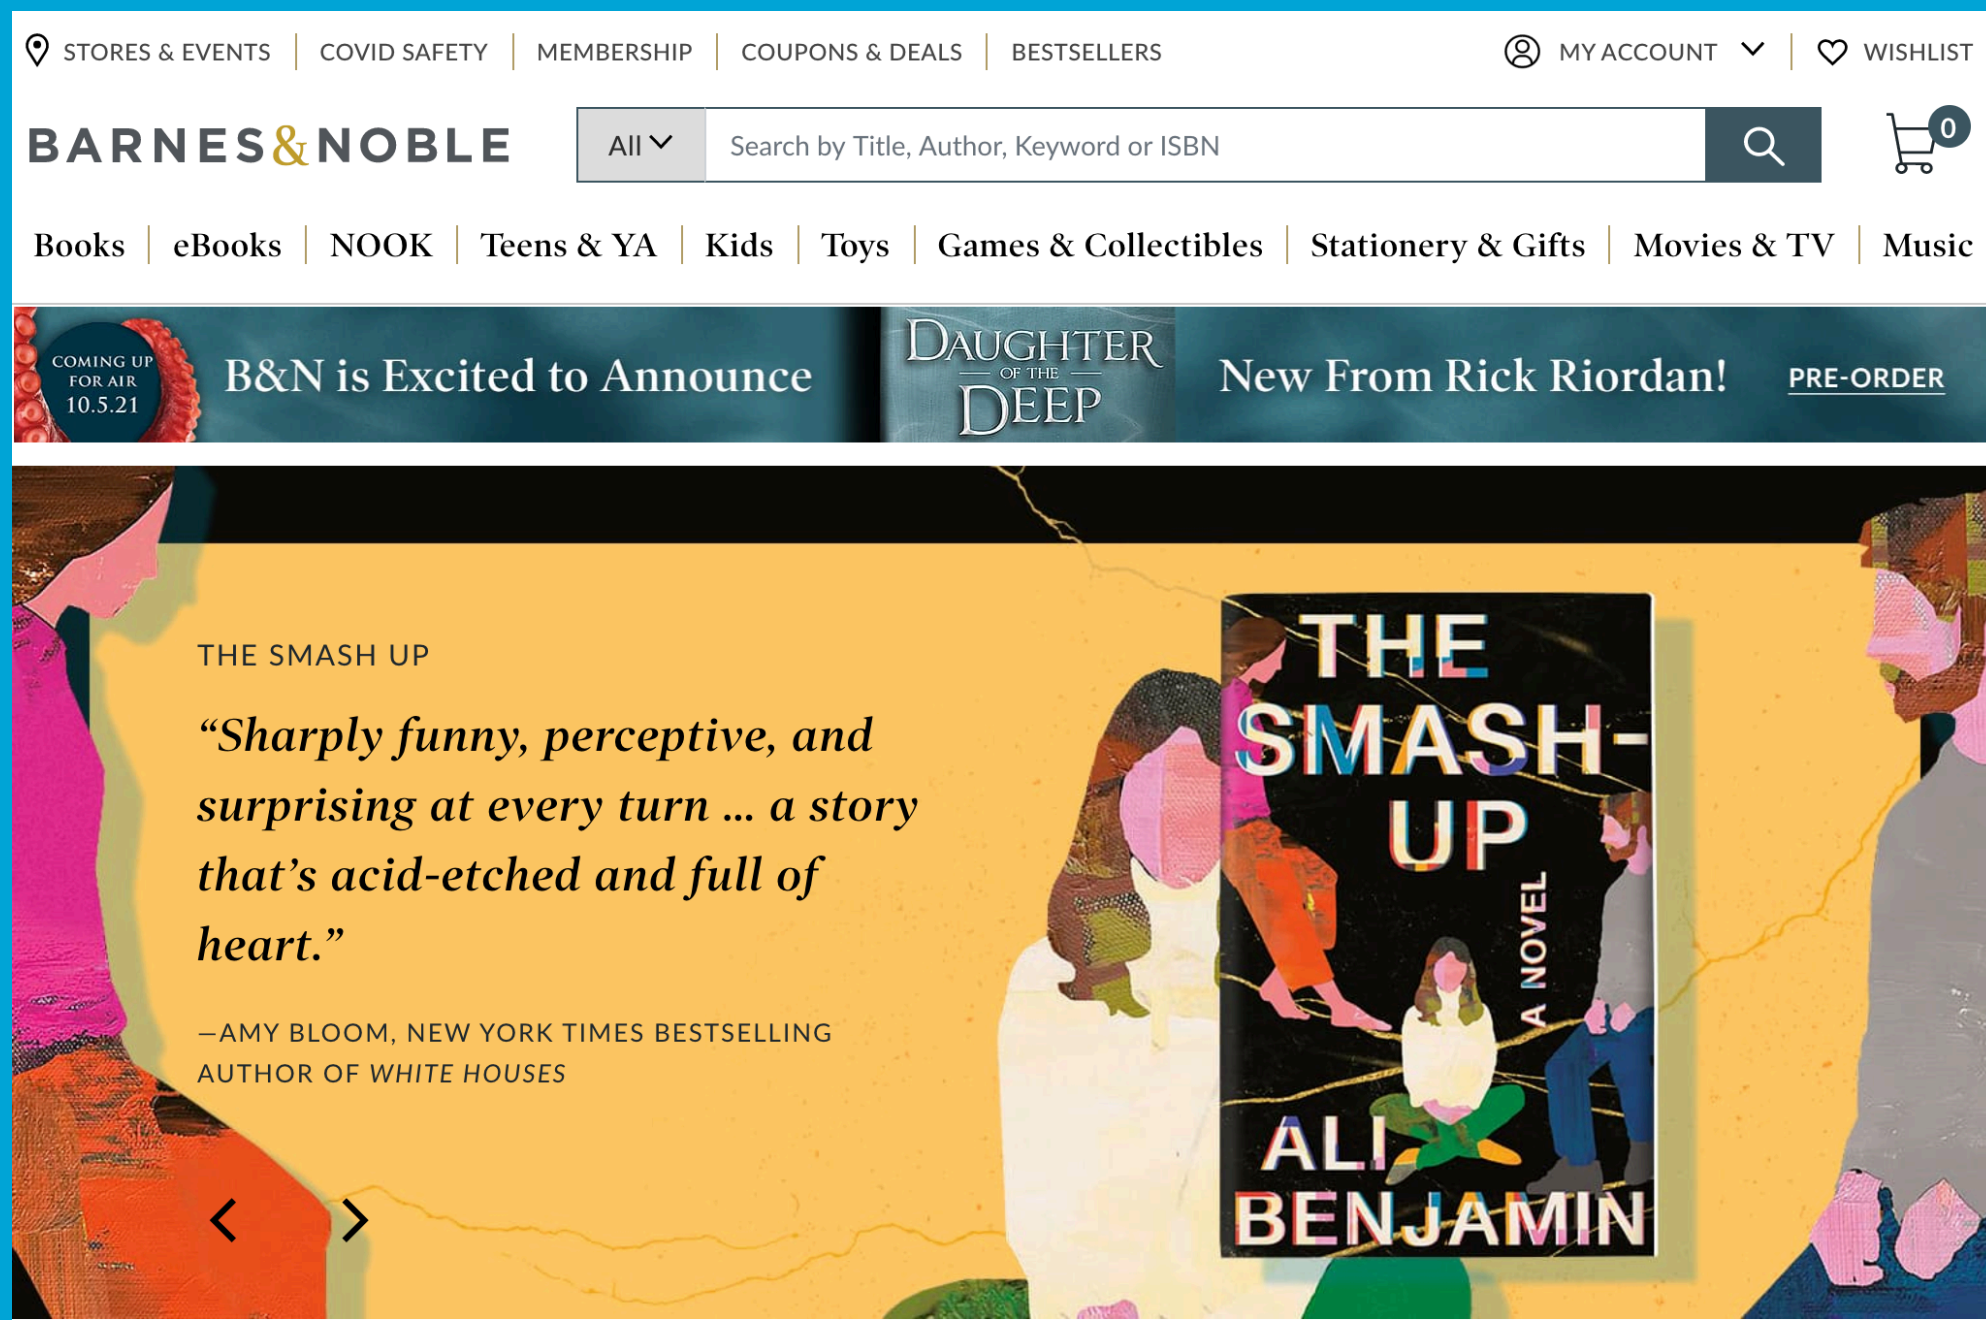 STORES & EVENTS
COVID SAFETY
MEMBERSHIP
COUPONS & DEALS
BESTSELLERS
MY ACCOUNT
WISHLIST
BARNES&NOBLE
All
Search by Title, Author, Keyword or ISBN
0
Books
eBooks
NOOK
Teens & YA
Kids
Toys
Games & Collectibles
Stationery & Gifts
Movies & TV
Music
COMING UP
FOR AIR
10.5.21
B&N is Excited to Announce
DAUGHTER
OF THE
DEEP
New From Rick Riordan!
PRE-ORDER
THE SMASH UP
“Sharply funny, perceptive, and
surprising at every turn ... a story
that’s acid-etched and full of
heart.”
—AMY BLOOM, NEW YORK TIMES BESTSELLING
AUTHOR OF WHITE HOUSES
THE
SMASH-
UP
A NOVEL
ALI
BENJAMIN